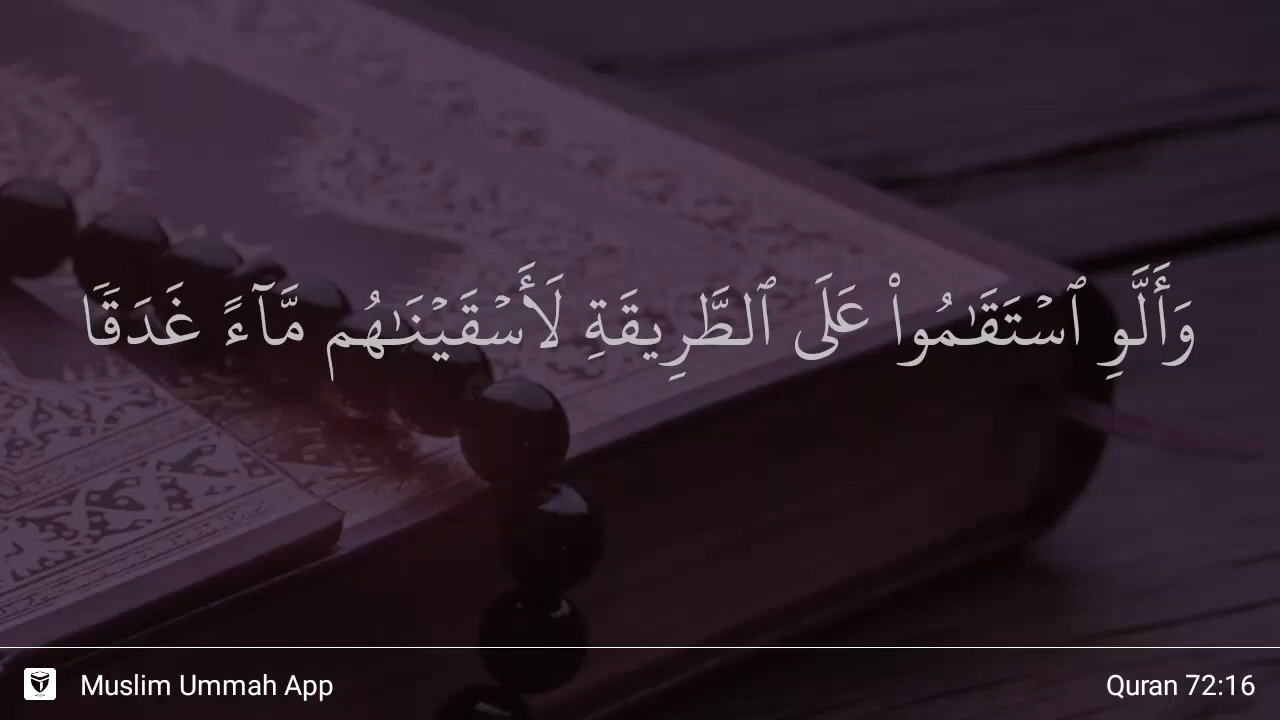 وَأَلَّوِ ٱسْتَقَـٰمُوا۟ عَلَى ٱلطَّرِيقَةِ لَأَسْقَيْنَـٰهُم مَّآءً غَدَقًا
Muslim Ummah App
Quran 72:16